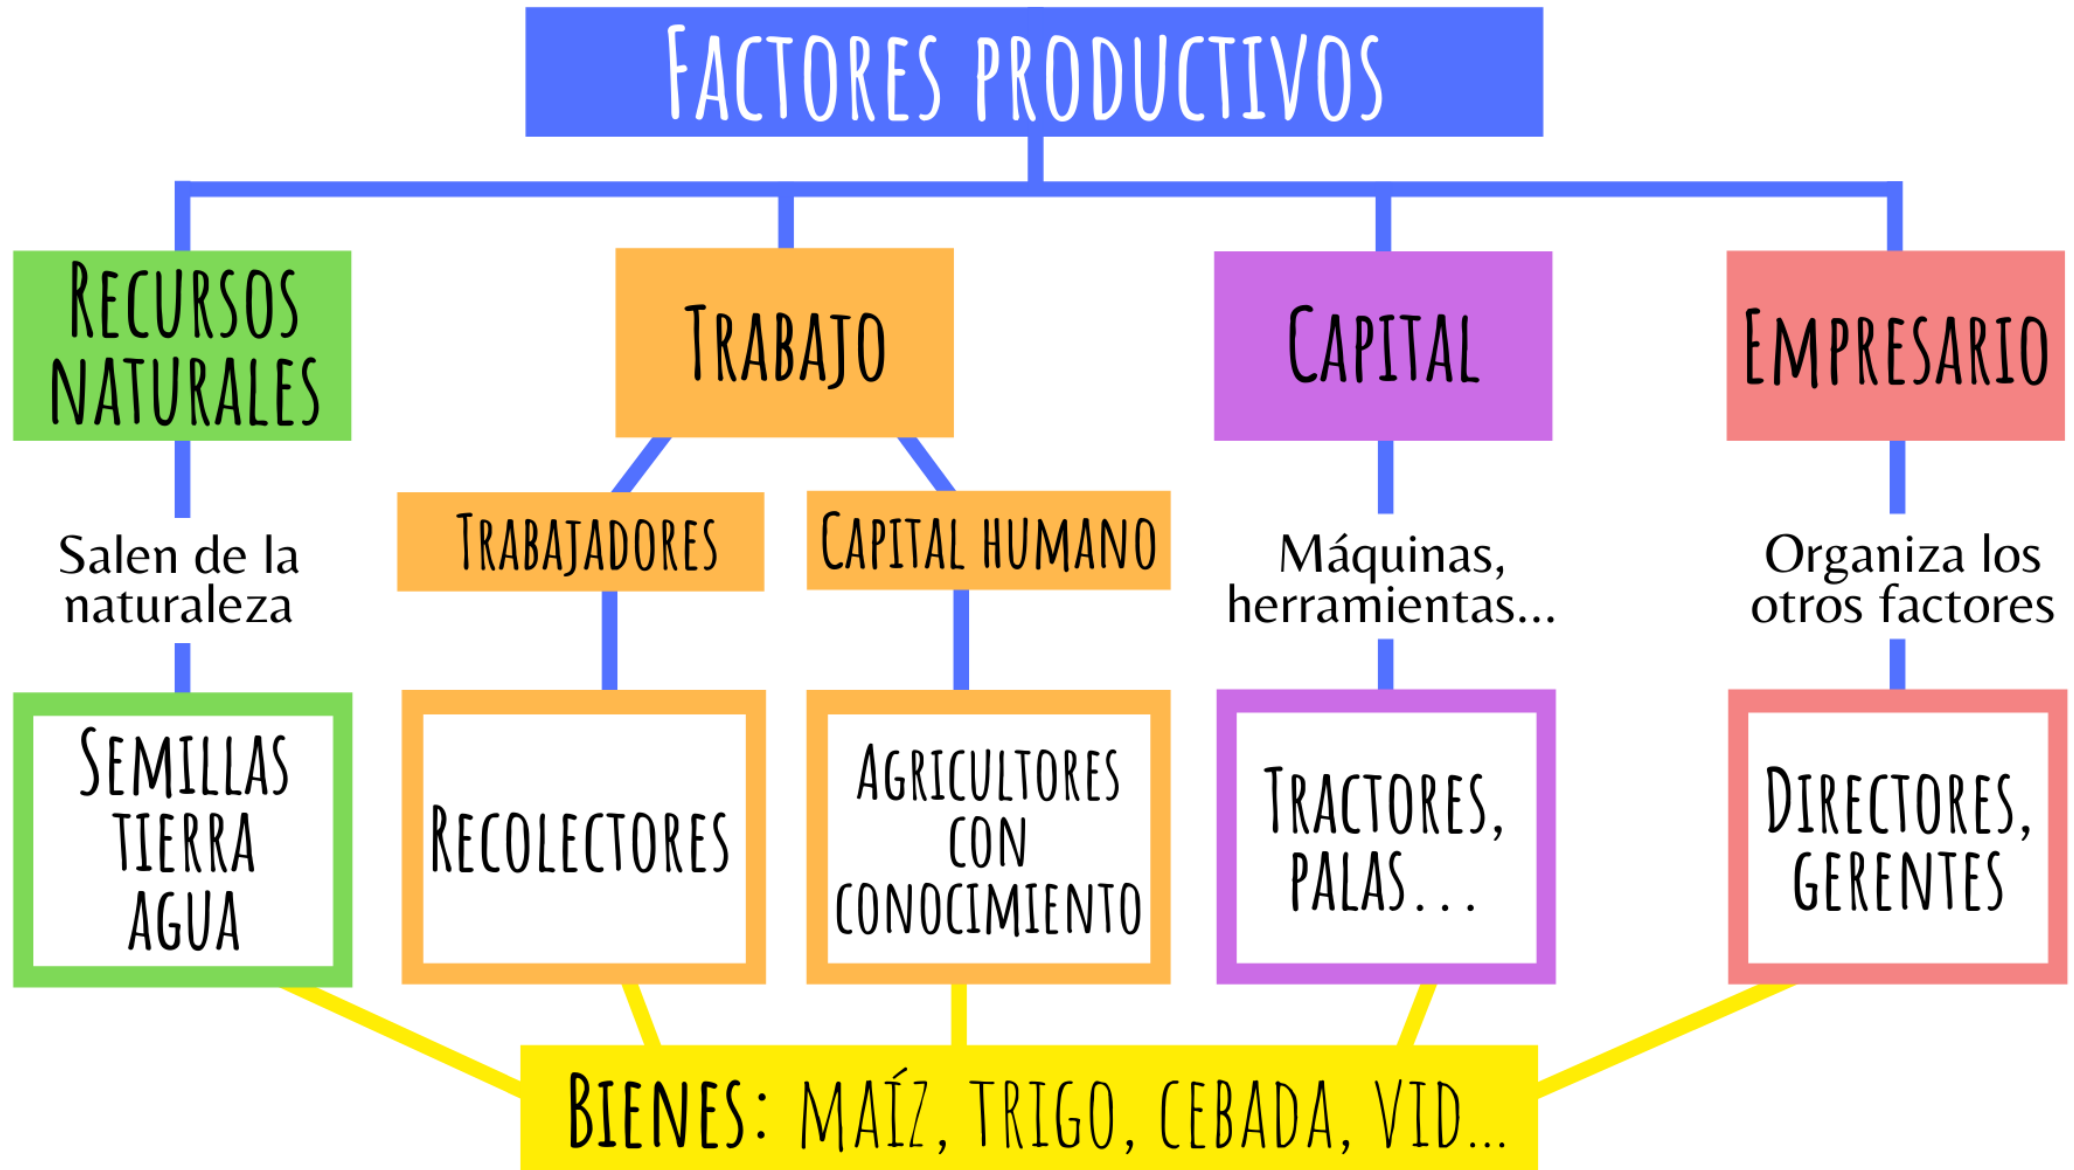 Factores productivos
Recursos
naturales
Trabajo
Capital
Empresario
Salen de la
naturaleza
Trabajadores
Capital humano
Máquinas,
herramientas...
Organiza los
otros factores
Semillas
tierra
agua
Recolectores
Agricultores
con
conocimiento
Tractores,
palas...
Directores,
gerentes
Bienes: maíz, trigo, cebada, vid...